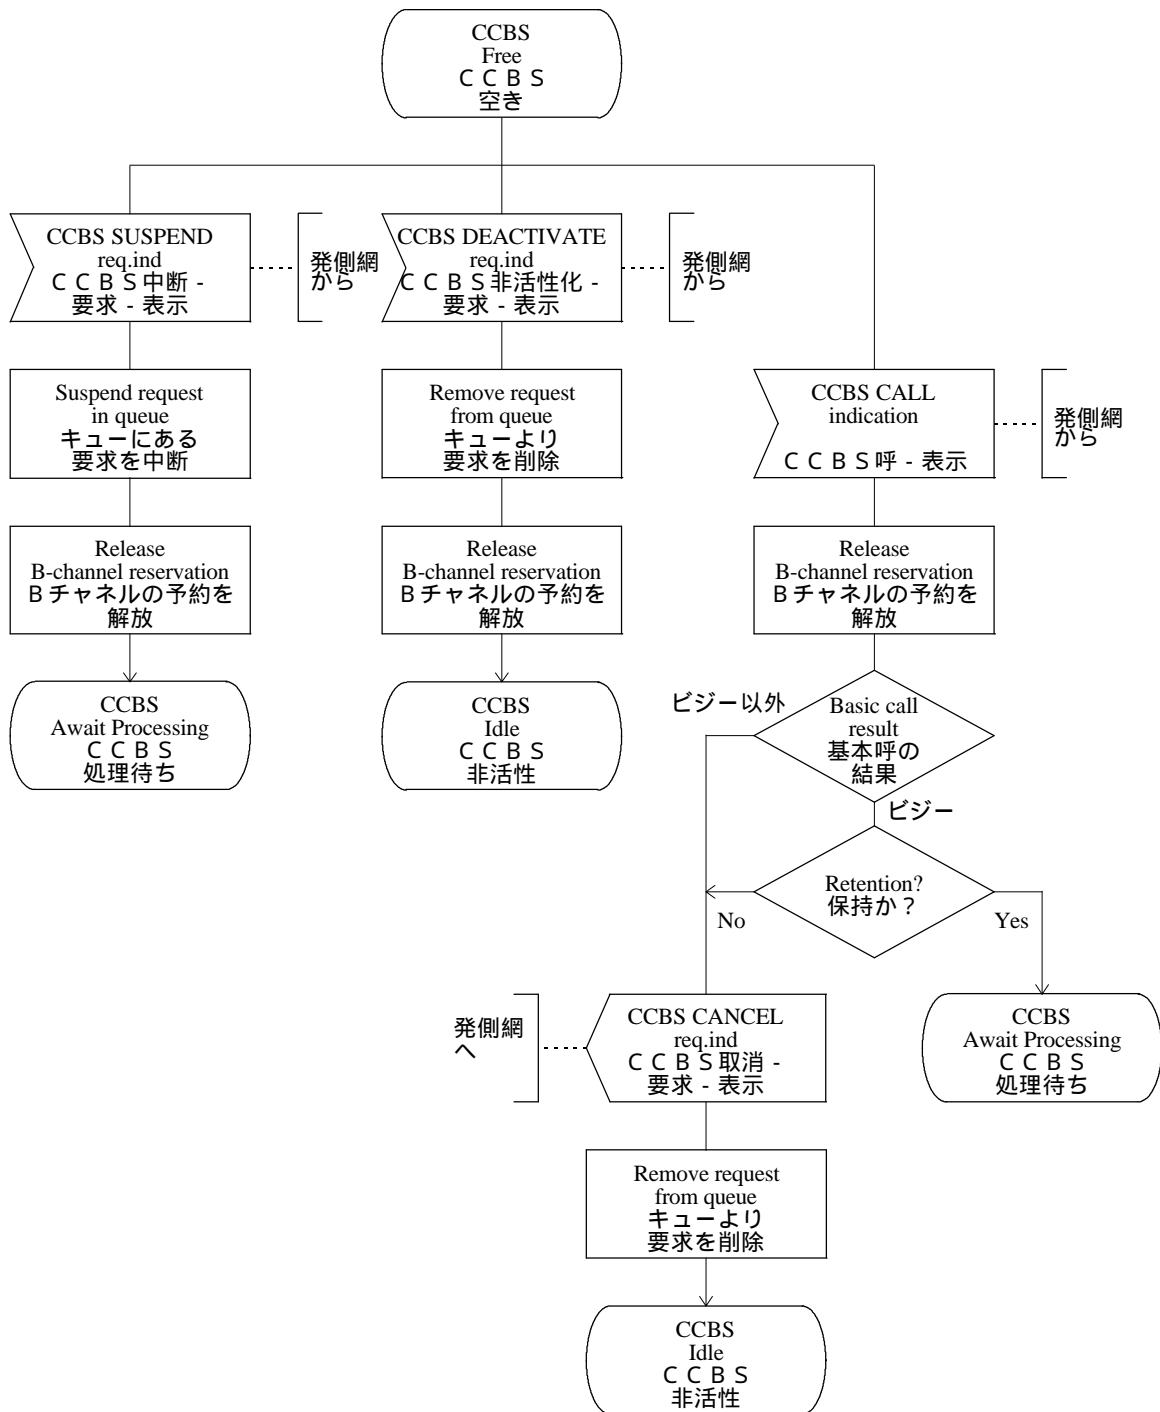 CCBS
Free
ＣＣＢＳ
空き
CCBS SUSPEND
req.ind
ＣＣＢＳ中断 -
要求 - 表示
発側網
から
CCBS DEACTIVATE
req.ind
ＣＣＢＳ非活性化 -
要求 - 表示
発側網
から
Suspend request
in queue
キューにある
要求を中断
Remove request
from queue
キューより
要求を削除
CCBS CALL
indication
ＣＣＢＳ呼 - 表示
発側網
から
Release
B-channel reservation
Ｂチャネルの予約を
解放
Release
B-channel reservation
Ｂチャネルの予約を
解放
Release
B-channel reservation
Ｂチャネルの予約を
解放
CCBS
Await Processing
ＣＣＢＳ
処理待ち
CCBS
Idle
ＣＣＢＳ
非活性
ビジー以外
Basic call
result
基本呼の
結果
ビジー
Retention?
保持か？
No
Yes
発側網
へ
CCBS CANCEL
req.ind
ＣＣＢＳ取消 -
要求 - 表示
CCBS
Await Processing
ＣＣＢＳ
処理待ち
Remove request
from queue
キューより
要求を削除
CCBS
Idle
ＣＣＢＳ
非活性